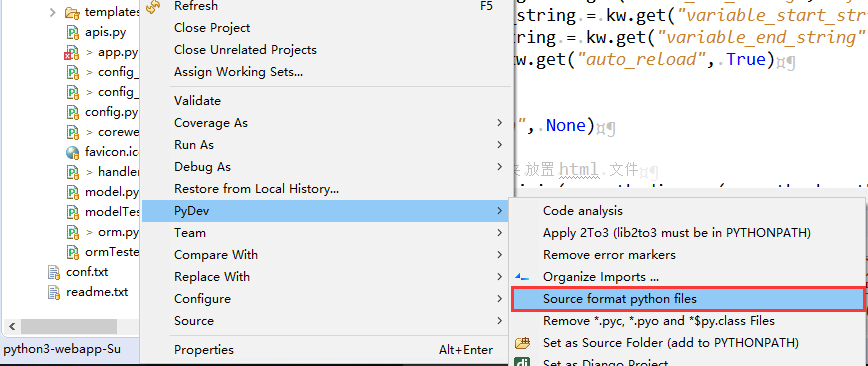 templates
apis.py
> app.py
> config_
> config_
config.py
> corewe
favicon.ico
> handler
model.py
modelTes
> orm.py
ormTeste
conf.txt
readme.txt
python3-webapp-Su
Refresh F5
Close Project
Close Unrelated Projects
Assign Working Sets...
Validate
Coverage As
Run As
Debug As
Restore from Local History...
PyDev
Team
Compare With
Replace With
Configure
Source
Properties Alt+Enter
_string.=.kw.get("variable_start_str
string.=.kw.get("variable_end_string"
kw.get("auto_reload",.True)¤¶
",.None)¤¶
放置.html.文件
Code analysis
Apply 2To3 (lib2to3 must be in PYTHONPATH)
Remove error markers
Organize Imports ...
Source format python files
Remove *.pyc, *.pyo and *$py.class Files
Set as Source Folder (add to PYTHONPATH)
dj Set as Django Project